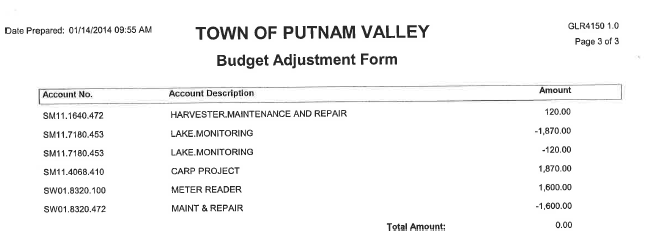 Date Prepared: 01/14/2014 09:55 AM TOWN OF PUTNAM VALLEY GLR4150 1.0
Page 3 of 3
Budget Adjustment Form
Account No. Account Description Amount
SM11.1640.472 HARVESTER.MAINTENANCE AND REPAIR 120.00
SM11.7180.453 LAKE.MONITORING -1,870.00
SM11.7180.453 LAKE.MONITORING -120.00
SM11.4068.410 CARP PROJECT 1,870.00
SW01.8320.100 METER READER 1,600.00
SW01.8320.472 MAINT & REPAIR -1,600.00
Total Amount: 0.00